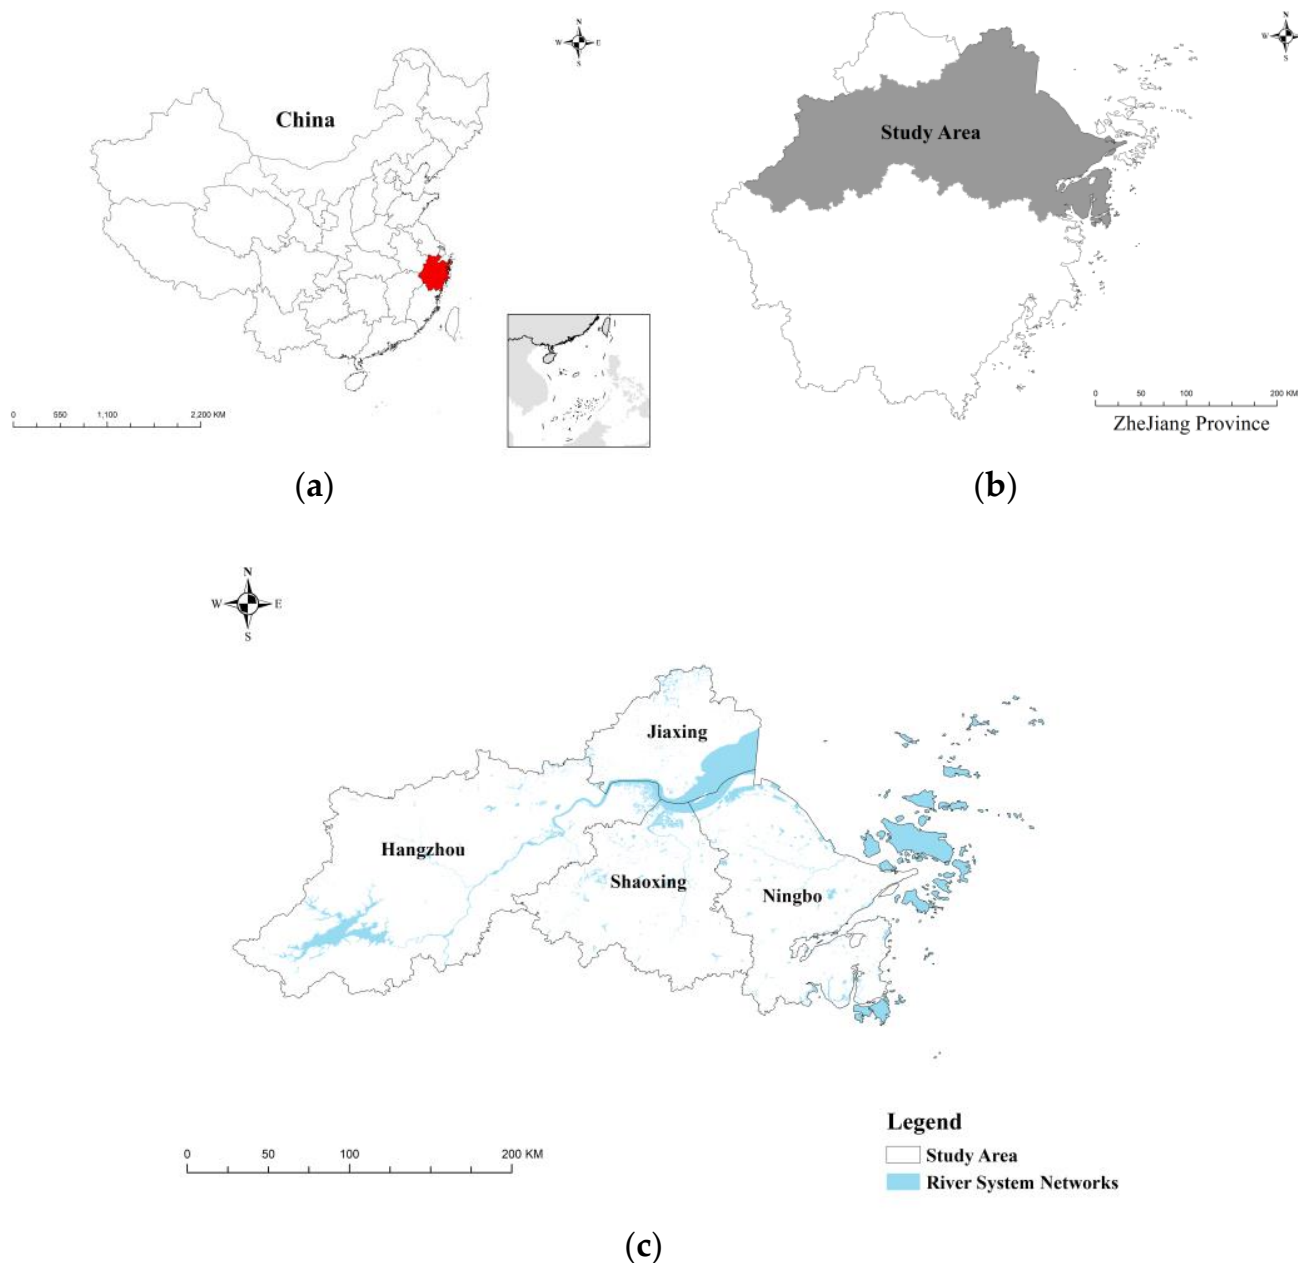 N
W E
S
China
0 550 1,100 2,200 KM
(a)
N
W E
S
Study Area
0 50 100 200 KM
ZheJiang Province
(b)
N
W E
S
Jiaxing
Hangzhou
Shaoxing
Ningbo
0 50 100 200 KM
Legend
Study Area
River System Networks
(c)